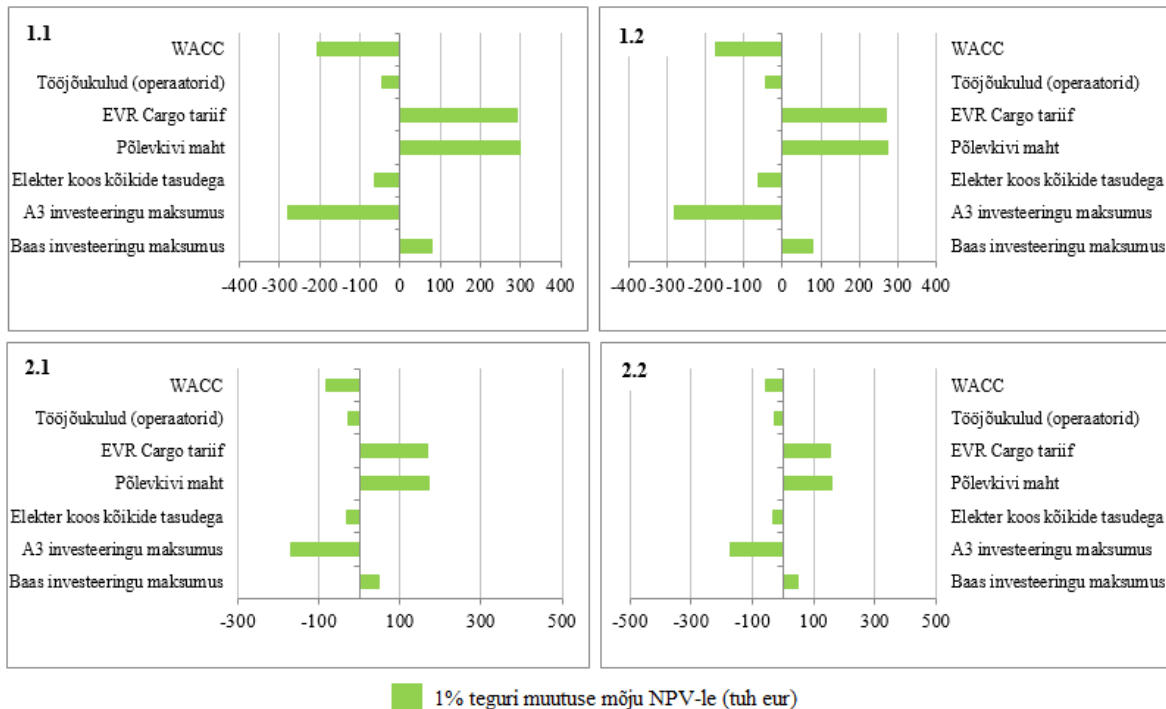 1.1
WACC
Tööjõukulud (operaatorid)
EVR Cargo tariif
Põlevkivi maht
Elekter koos kõikide tasudega
A3 investeeringu maksumus
Baas investeeringu maksumus
-400 -300 -200 -100 0 100 200 300 400
1.2
WACC
Tööjõukulud (operaatorid)
EVR Cargo tariif
Põlevkivi maht
Elekter koos kõikide tasudega
A3 investeeringu maksumus
Baas investeeringu maksumus
-400 -300 -200 -100 0 100 200 300 400
2.1
WACC
Tööjõukulud (operaatorid)
EVR Cargo tariif
Põlevkivi maht
Elekter koos kõikide tasudega
A3 investeeringu maksumus
Baas investeeringu maksumus
-300 -100 100 300 500
2.2
WACC
Tööjõukulud (operaatorid)
EVR Cargo tariif
Põlevkivi maht
Elekter koos kõikide tasudega
A3 investeeringu maksumus
Baas investeeringu maksumus
-500 -300 -100 100 300 500
1% teguri muutuse mõju NPV-le (tuh eur)